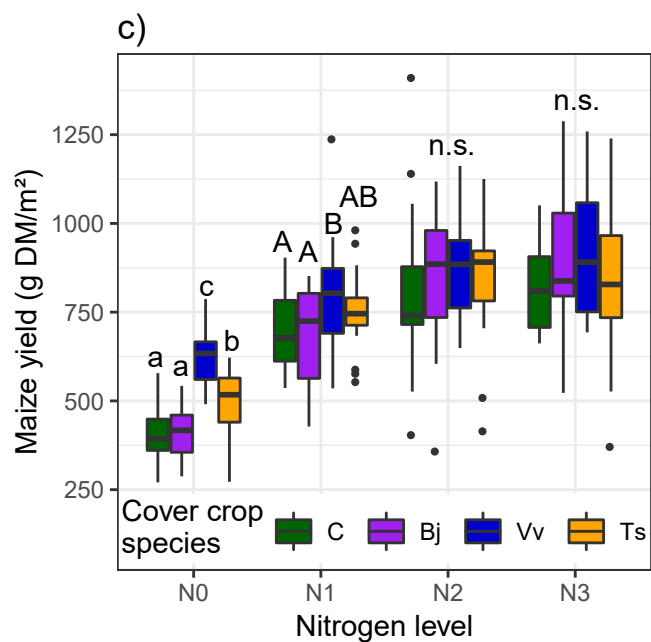 c)
Maize yield (g DM/m²)
1250
1000
750
500
250
a
a
c
b
A
A
B
AB
n.s.
n.s.
Cover crop
species
C
Bj
Vv
Ts
N0
N1
N2
N3
Nitrogen level